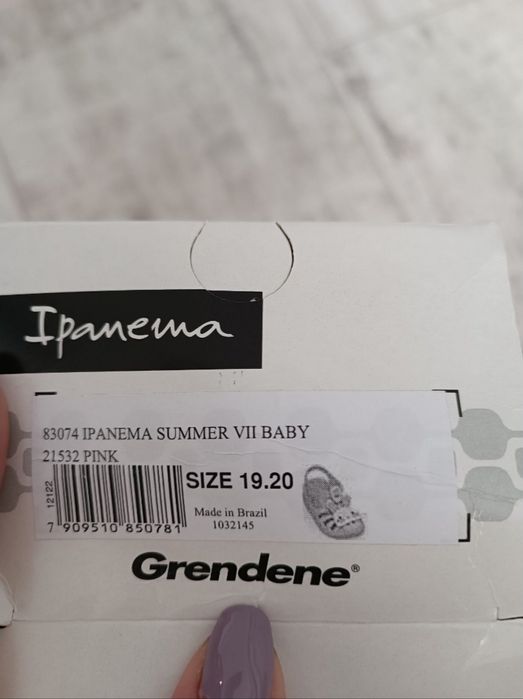 Ipanema
83074 IPANEMA SUMMER VII BABY
21532 PINK
12122
SIZE 19.20
Made in Brazil
1032145
7 909510 850781
Grendene®